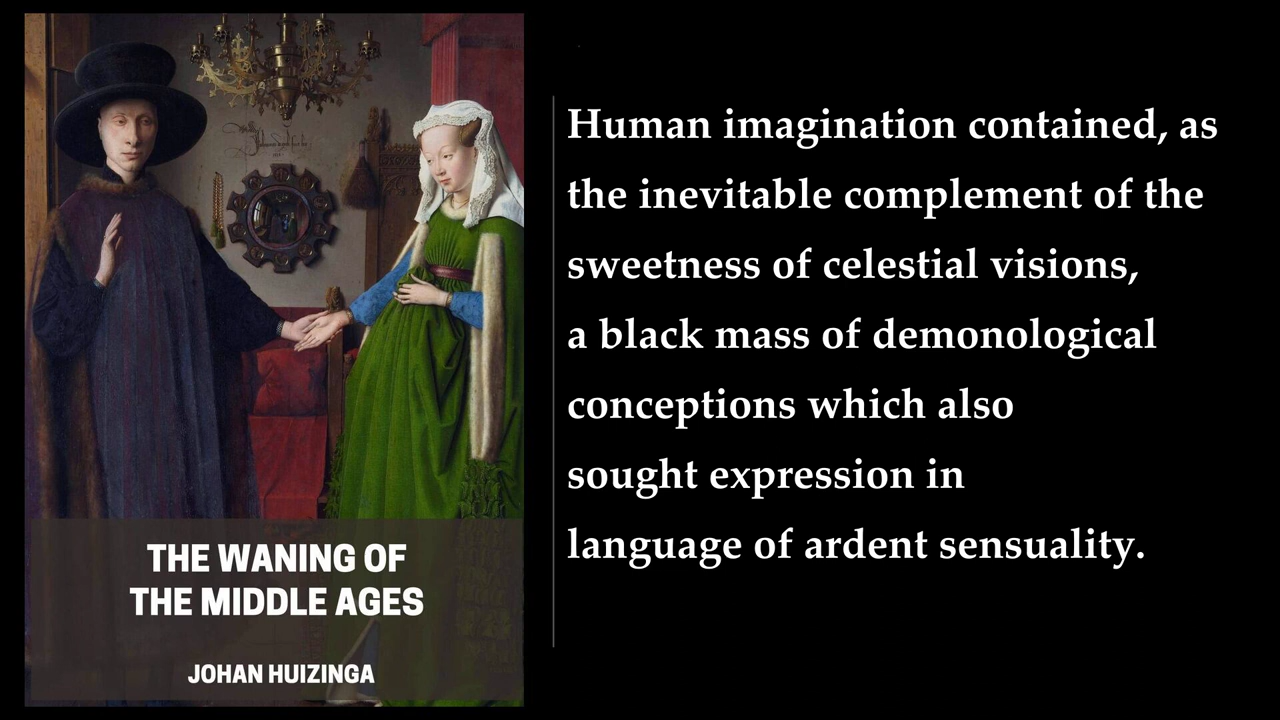 THE WANING OF
THE MIDDLE AGES
JOHAN HUIZINGA
Human imagination contained, as
the inevitable complement of the
sweetness of celestial visions,
a black mass of demonological
conceptions which also
sought expression in
language of ardent sensuality.